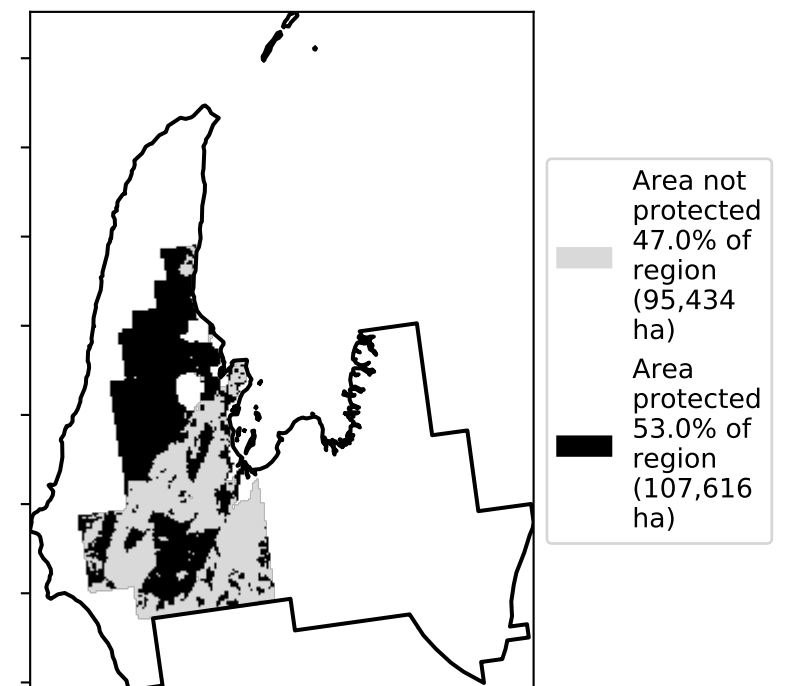 Area not
protected
47.0% of
region
(95,434
ha)
Area
protected
53.0% of
region
(107,616
ha)